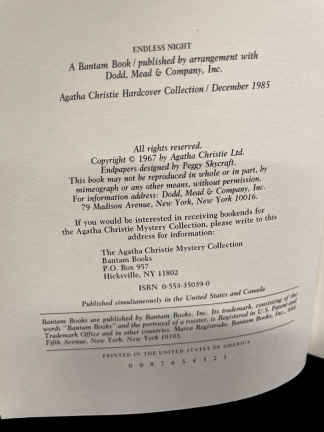 ENDLESS NIGHT
A Bantam Book / published by arrangement with
Dodd, Mead & Company, Inc.
Agatha Christie Hardcover Collection / December 1985
All rights reserved.
Copyright © 1967 by Agatha Christie Ltd.
Endpapers designed by Peggy Skycraft.
This book may not be reproduced in whole or in part, by
mimeograph or any other means, without permission.
For information address: Dodd, Mead & Company, Inc.
79 Madison Avenue, New York, New York 10016.
If you would be interested in receiving bookends for
the Agatha Christie Mystery Collection, please write to this
address for information:
The Agatha Christie Mystery Collection
Bantam Books
P.O. Box 957
Hicksville, NY 11802
ISBN 0-553-35039-0
Published simultaneously in the United States and Canada
Bantam Books are published by Bantam Books, Inc. Its trademark, consisting of the
words "Bantam Books" and the portrayal of a rooster, is Registered in U.S. Patent and
Trademark Office and in other countries. Marca Registrada. Bantam Books, Inc., 666
Fifth Avenue, New York, New York 10103.
PRINTED IN THE UNITED STATES OF AMERICA
0 9 8 7 6 5 4 3 2 1